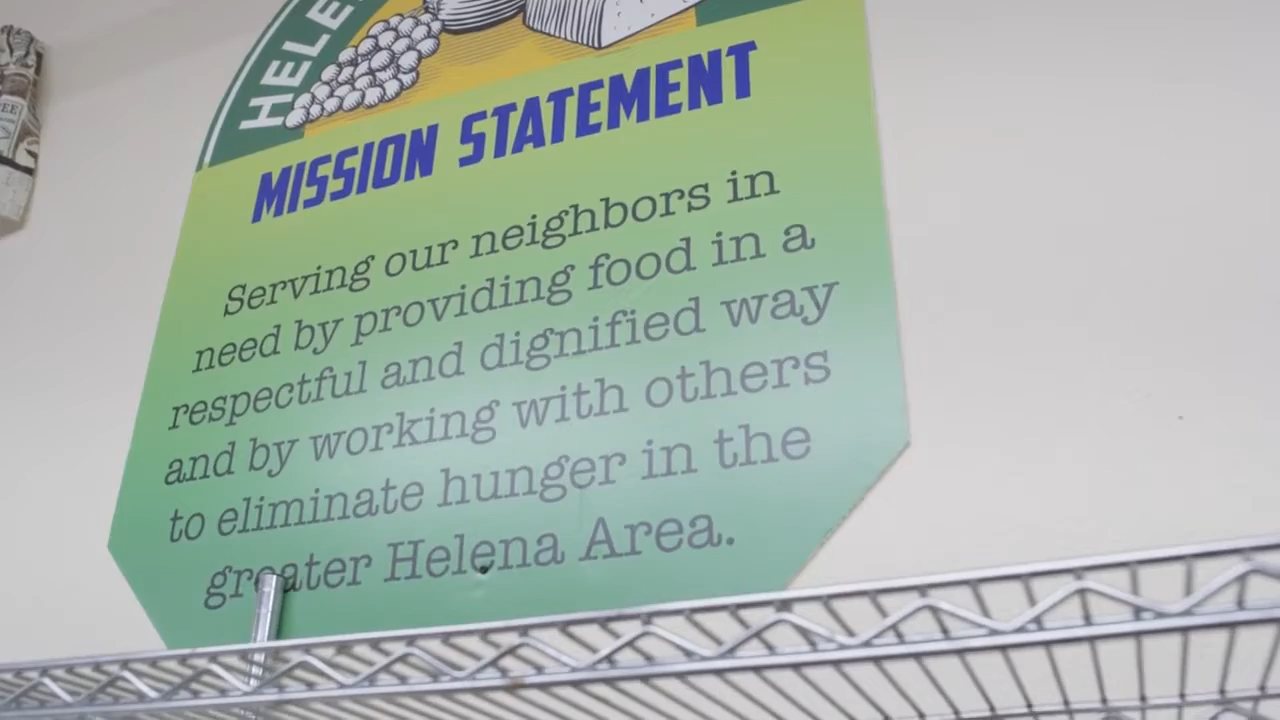 HELE
MISSION STATEMENT
Serving our neighbors in
need by providing food in a
respectful and dignified way
and by working with others
to eliminate hunger in the
greater Helena Area.